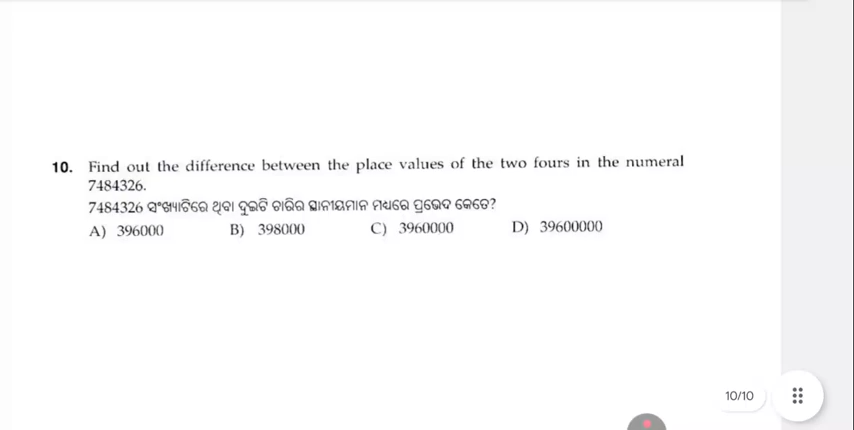 10. Find out the difference between the place values of the two fours in the numeral
7484326.
7484326 ସଂଖ୍ୟାଟିରେ ଥିବା ଦୁଇଟି ଚାରିର ସ୍ଥାନୀୟମାନ ମଧ୍ୟରେ ପ୍ରଭେଦ କେତେ?
A) 396000 B) 398000 C) 3960000 D) 39600000
10/10